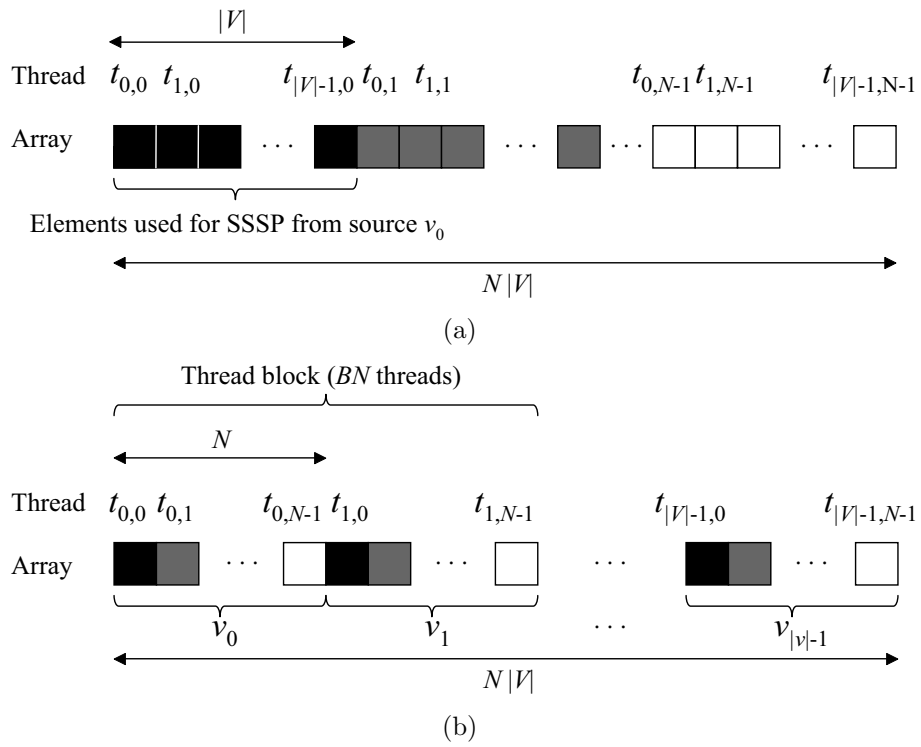 |V|
Thread t0,0 t1,0 t|V|-1,0 t0,1 t1,1 t0,N-1 t1,N-1 t|V|-1,N-1
Array ... ... ... ...
Elements used for SSSP from source v0
N |V|
(a)
Thread block (BN threads)
N
Thread t0,0 t0,1 t0,N-1 t1,0 t1,N-1 t|V|-1,0 t|V|-1,N-1
Array ... ... ... ...
v0 v1 ... v|v|-1
N |V|
(b)